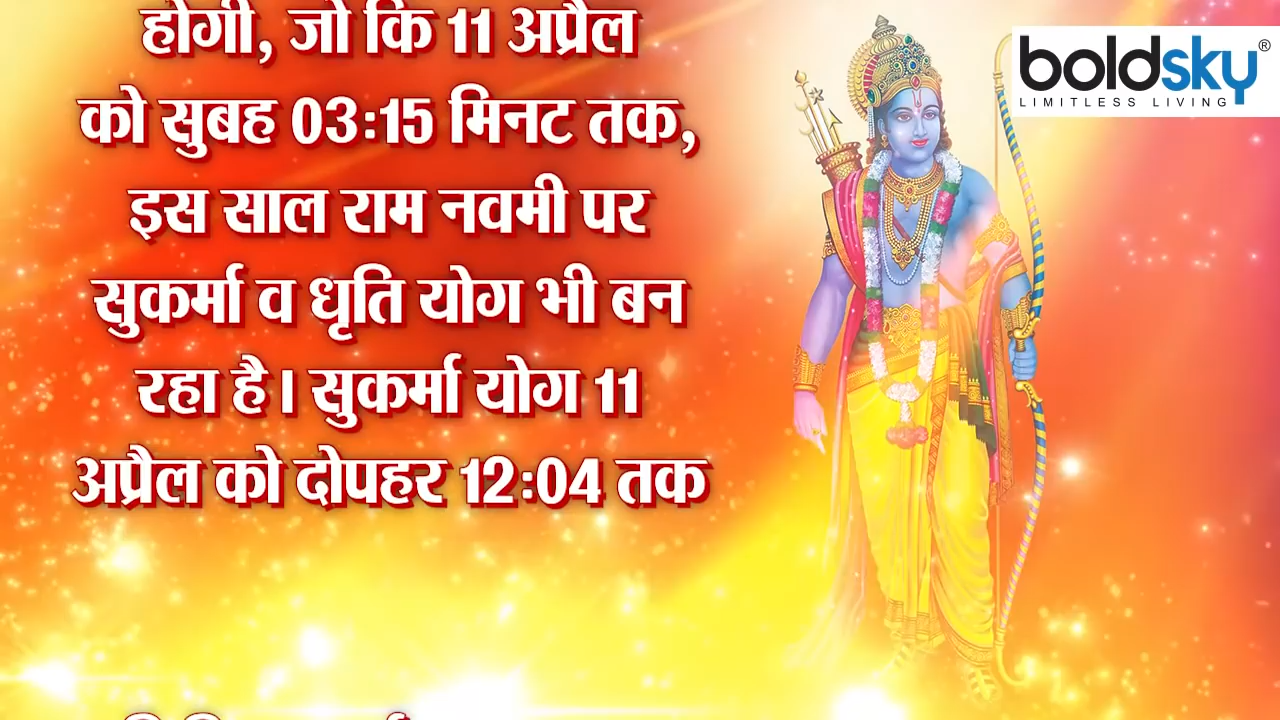 होगी, जो कि 11 अप्रैल
को सुबह 03:15 मिनट तक,
इस साल राम नवमी पर
सुकर्मा व धृति योग भी बन
रहा है। सुकर्मा योग 11
अप्रैल को दोपहर 12:04 तक
boldsky®
LIMITLESS LIVING